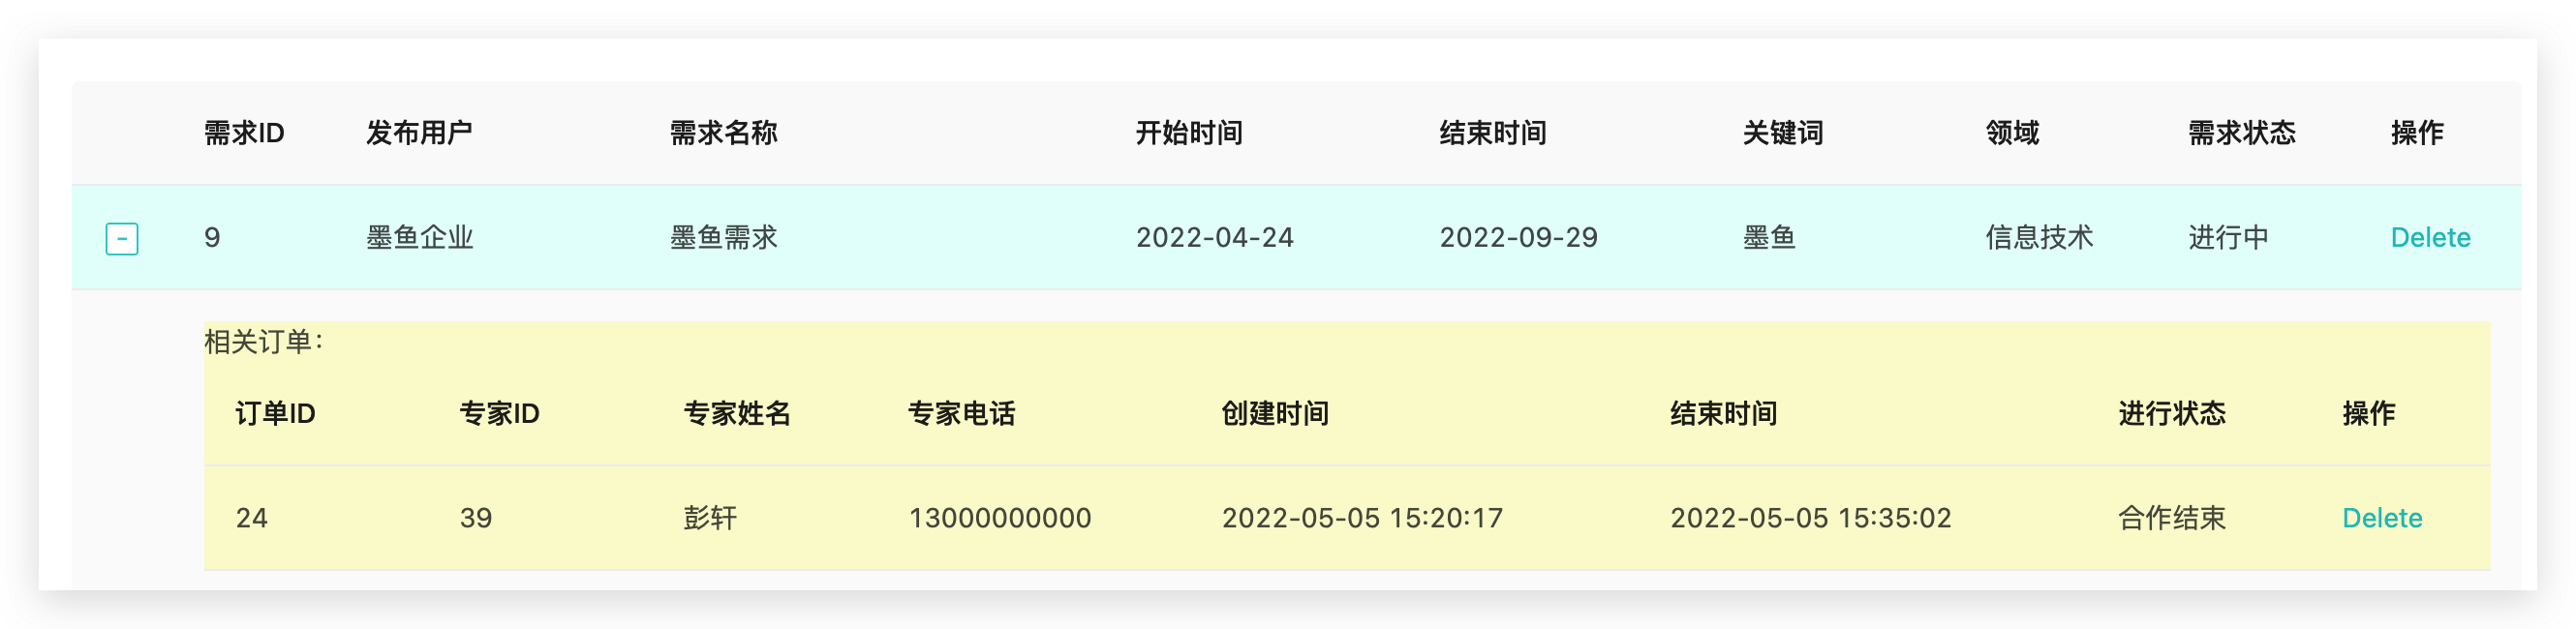 需求ID 发布用户 需求名称 开始时间 结束时间 关键词 领域 需求状态 操作
- 9 墨鱼企业 墨鱼需求 2022-04-24 2022-09-29 墨鱼 信息技术 进行中 Delete
相关订单：
订单ID 专家ID 专家姓名 专家电话 创建时间 结束时间 进行状态 操作
24 39 彭轩 13000000000 2022-05-05 15:20:17 2022-05-05 15:35:02 合作结束 Delete